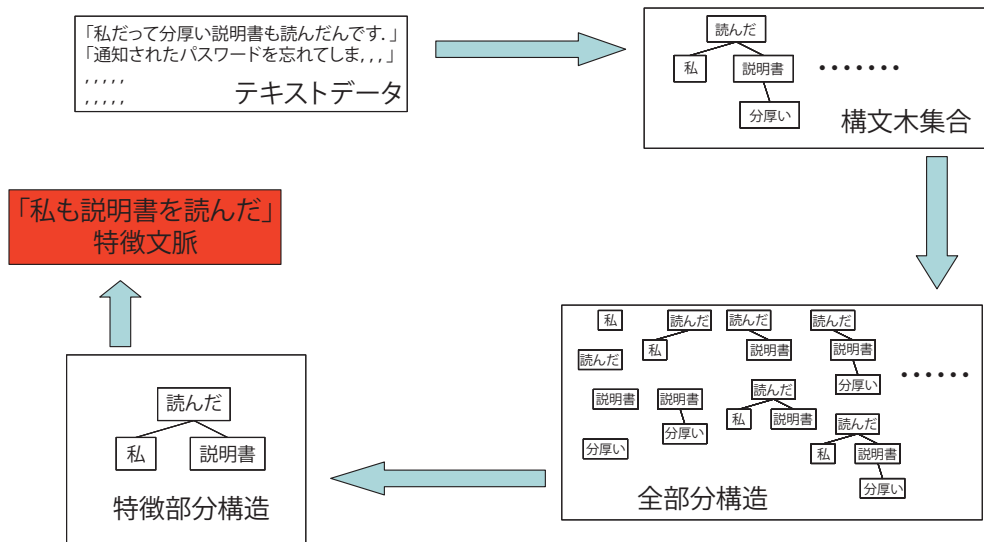 「私だって分厚い説明書も読んだんです．」
「通知されたパスワードを忘れてしま，，，」
，，，，，
，，，，，
テキストデータ
読んだ
私
説明書
分厚い
・・・・・・・
構文木集合
「私も説明書を読んだ」
特徴文脈
読んだ
私
説明書
特徴部分構造
私
読んだ
私
読んだ
説明書
読んだ
説明書
分厚い
読んだ
説明書
説明書
分厚い
分厚い
読んだ
私
説明書
読んだ
私
説明書
分厚い
・・・・・・
全部分構造